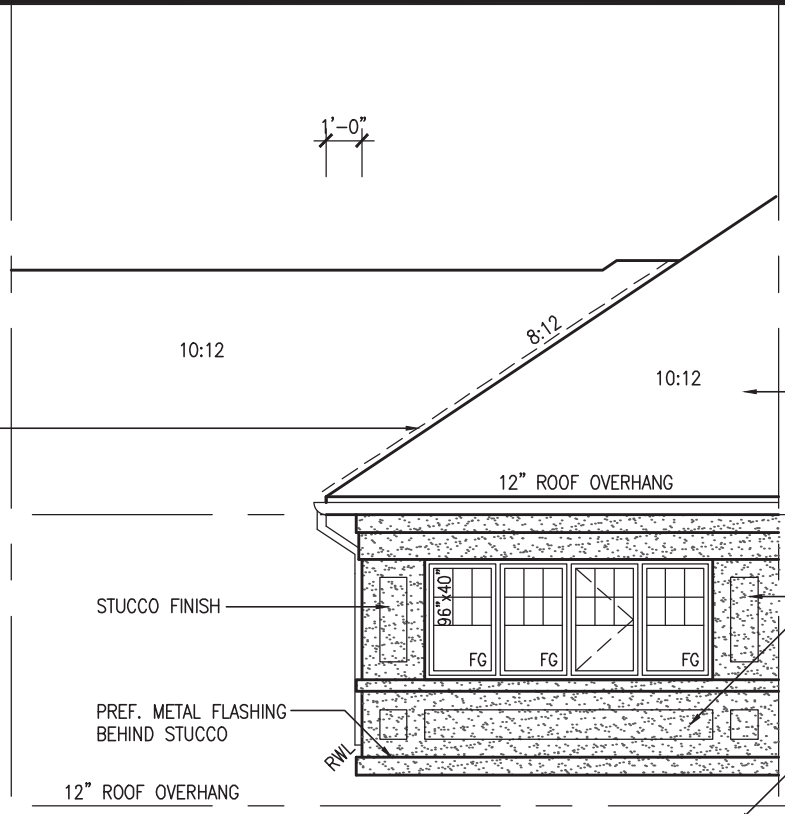 1'-0"
8:12
10:12
10:12
12" ROOF OVERHANG
96"x40"
STUCCO FINISH
FG
FG
FG
PREF. METAL FLASHING
BEHIND STUCCO
RWL
12" ROOF OVERHANG